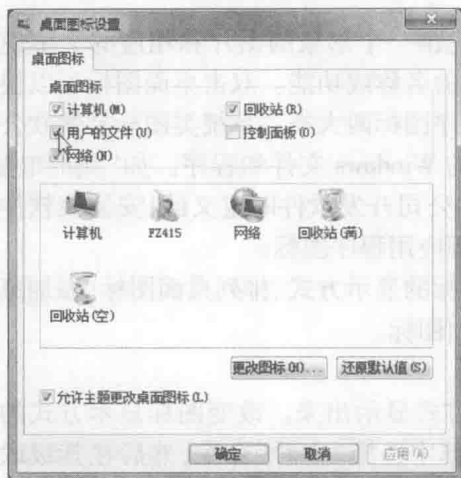 桌面图标设置
桌面图标
桌面图标
计算机(M) 回收站(R)
用户的文件(U) 控制面板(O)
网络(N)
计算机 FZ415 网络 回收站(满)
回收站(空)
更改图标(H)... 还原默认值(S)
允许主题更改桌面图标(L)
确定 取消 应用(A)